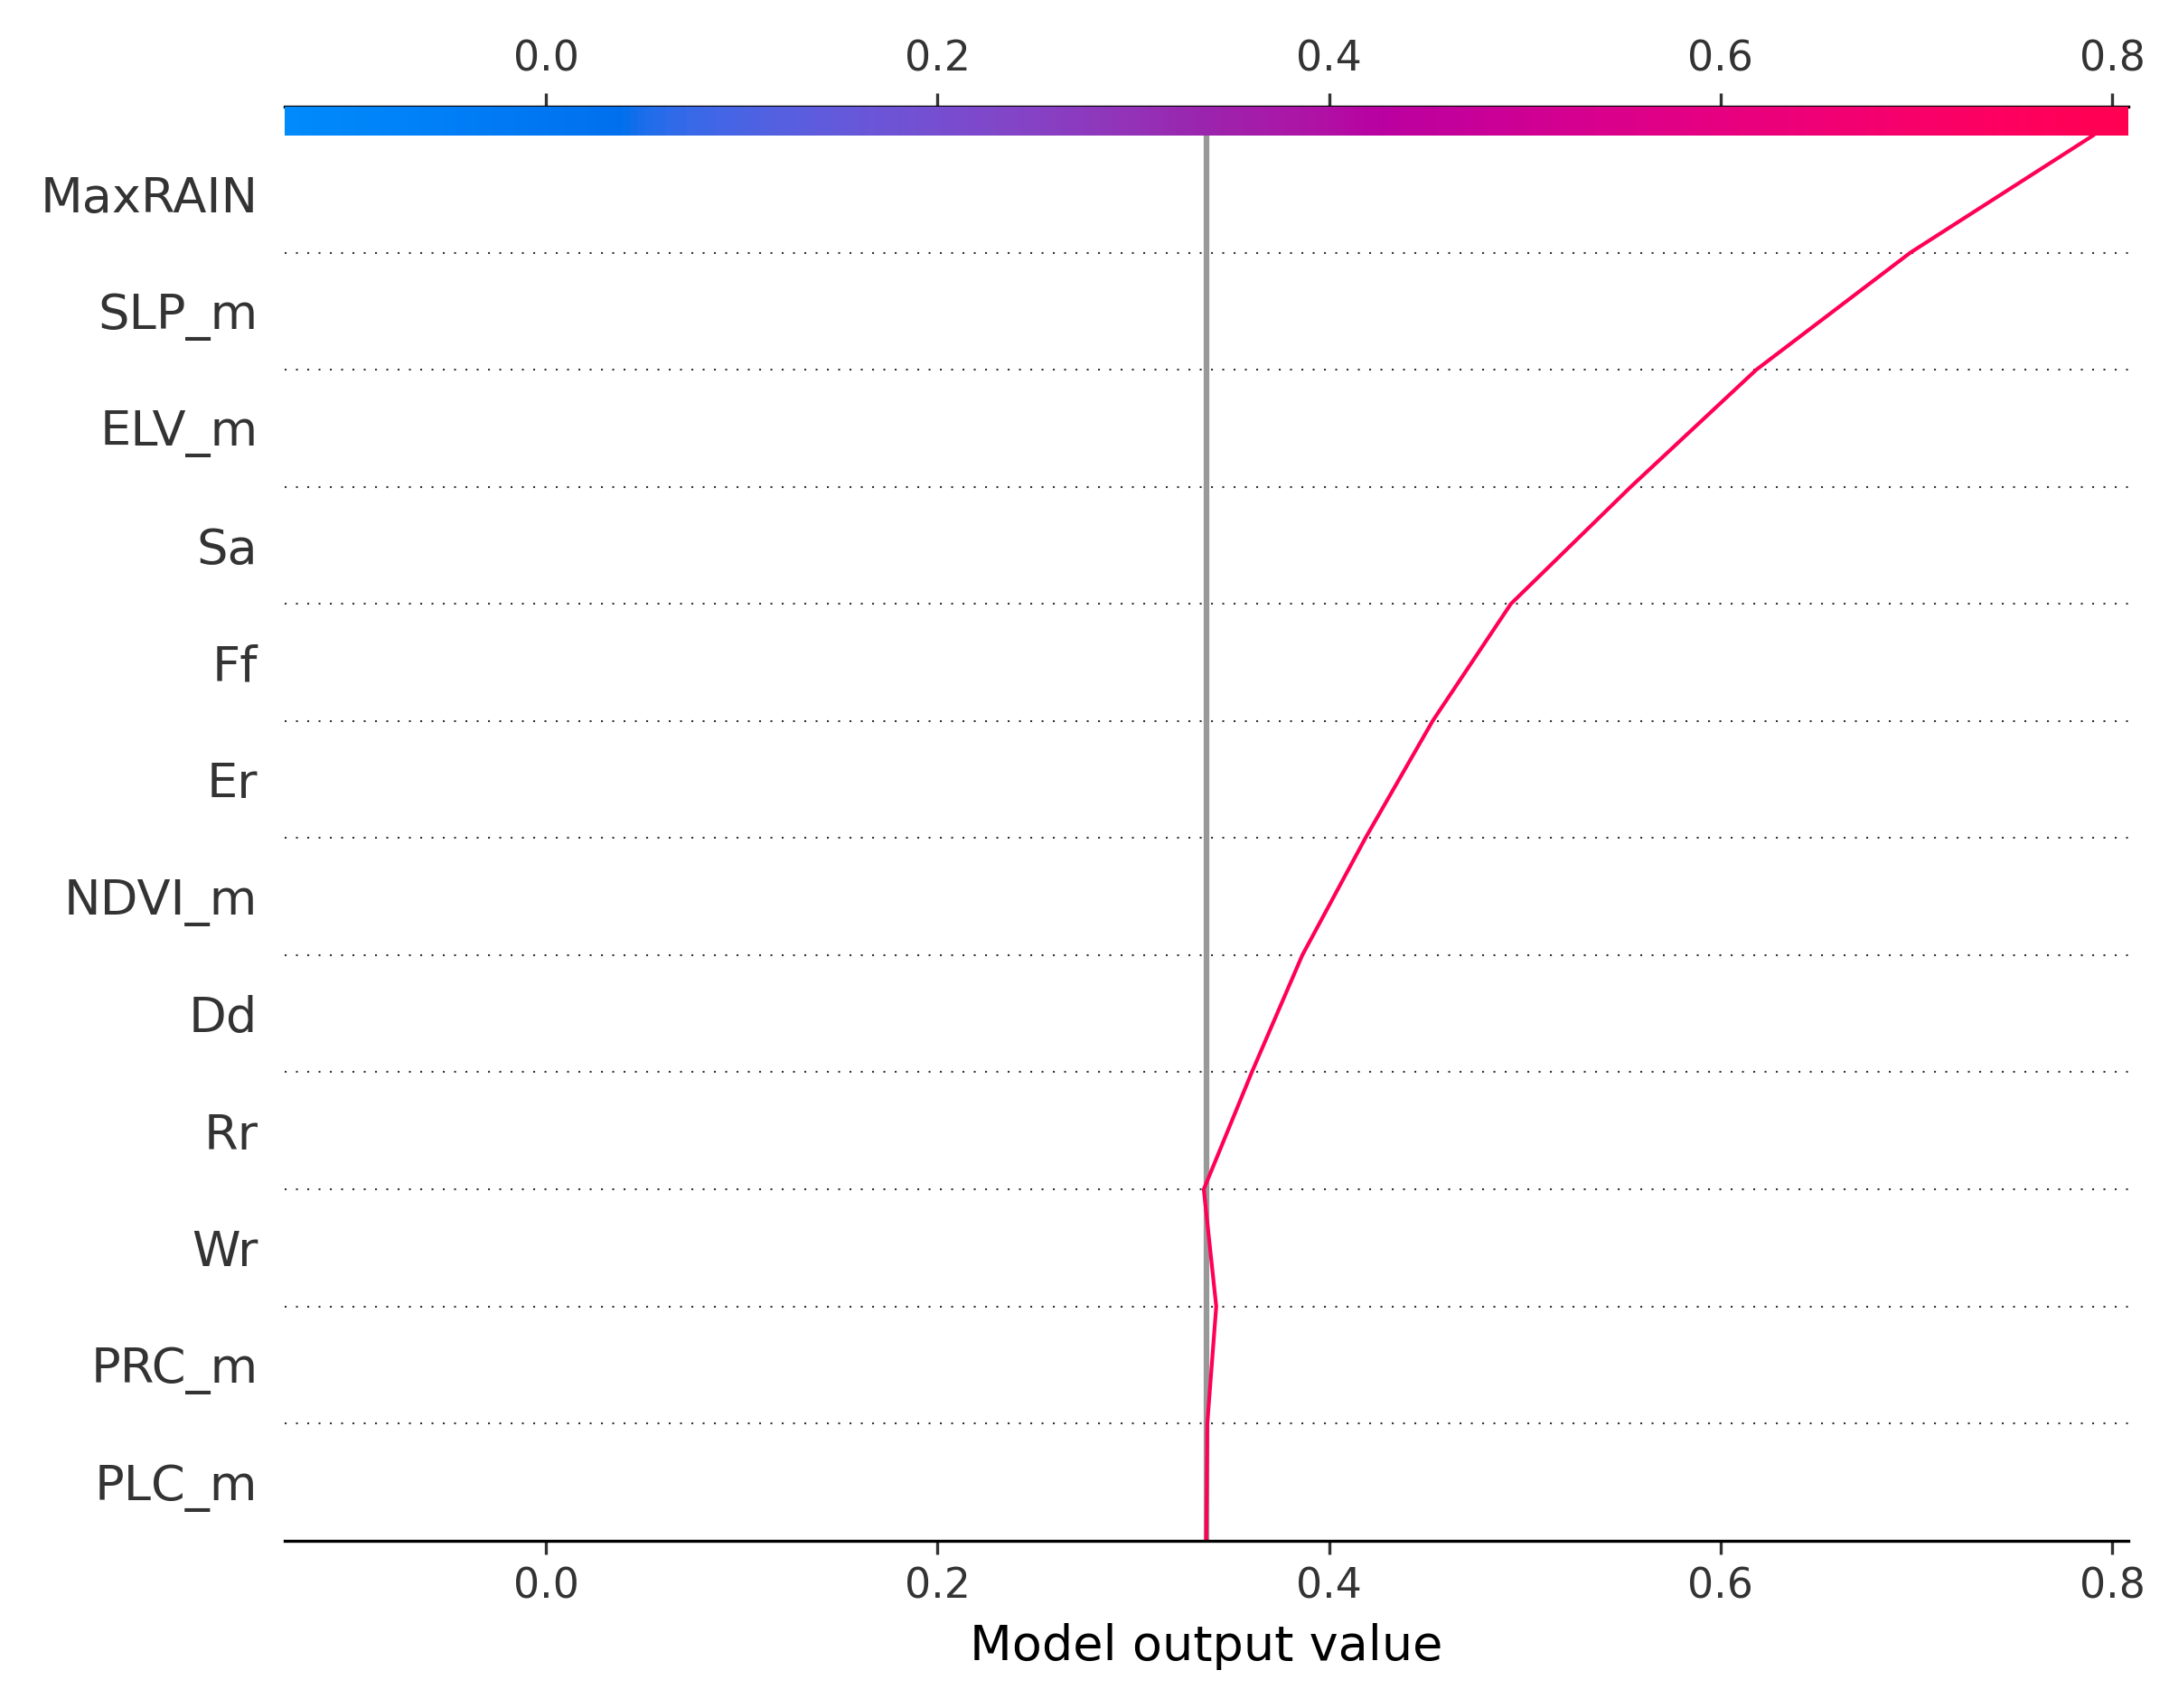 0.0 0.2 0.4 0.6 0.8
MaxRAIN
SLP_m
ELV_m
Sa
Ff
Er
NDVI_m
Dd
Rr
Wr
PRC_m
PLC_m
0.0 0.2 0.4 0.6 0.8
Model output value